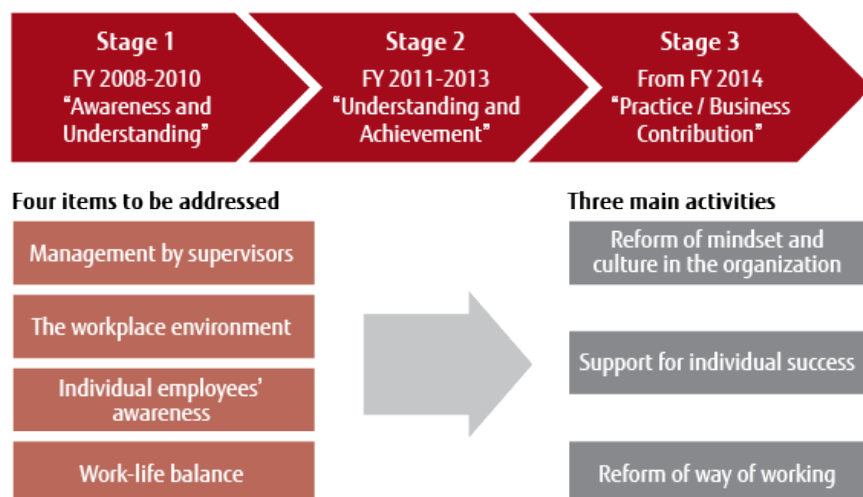 Stage 1
FY 2008-2010
“Awareness and
Understanding”
Stage 2
FY 2011-2013
“Understanding and
Achievement”
Stage 3
From FY 2014
“Practice / Business
Contribution”
Four items to be addressed
Management by supervisors
The workplace environment
Individual employees’
awareness
Work-life balance
Three main activities
Reform of mindset and
culture in the organization
Support for individual success
Reform of way of working